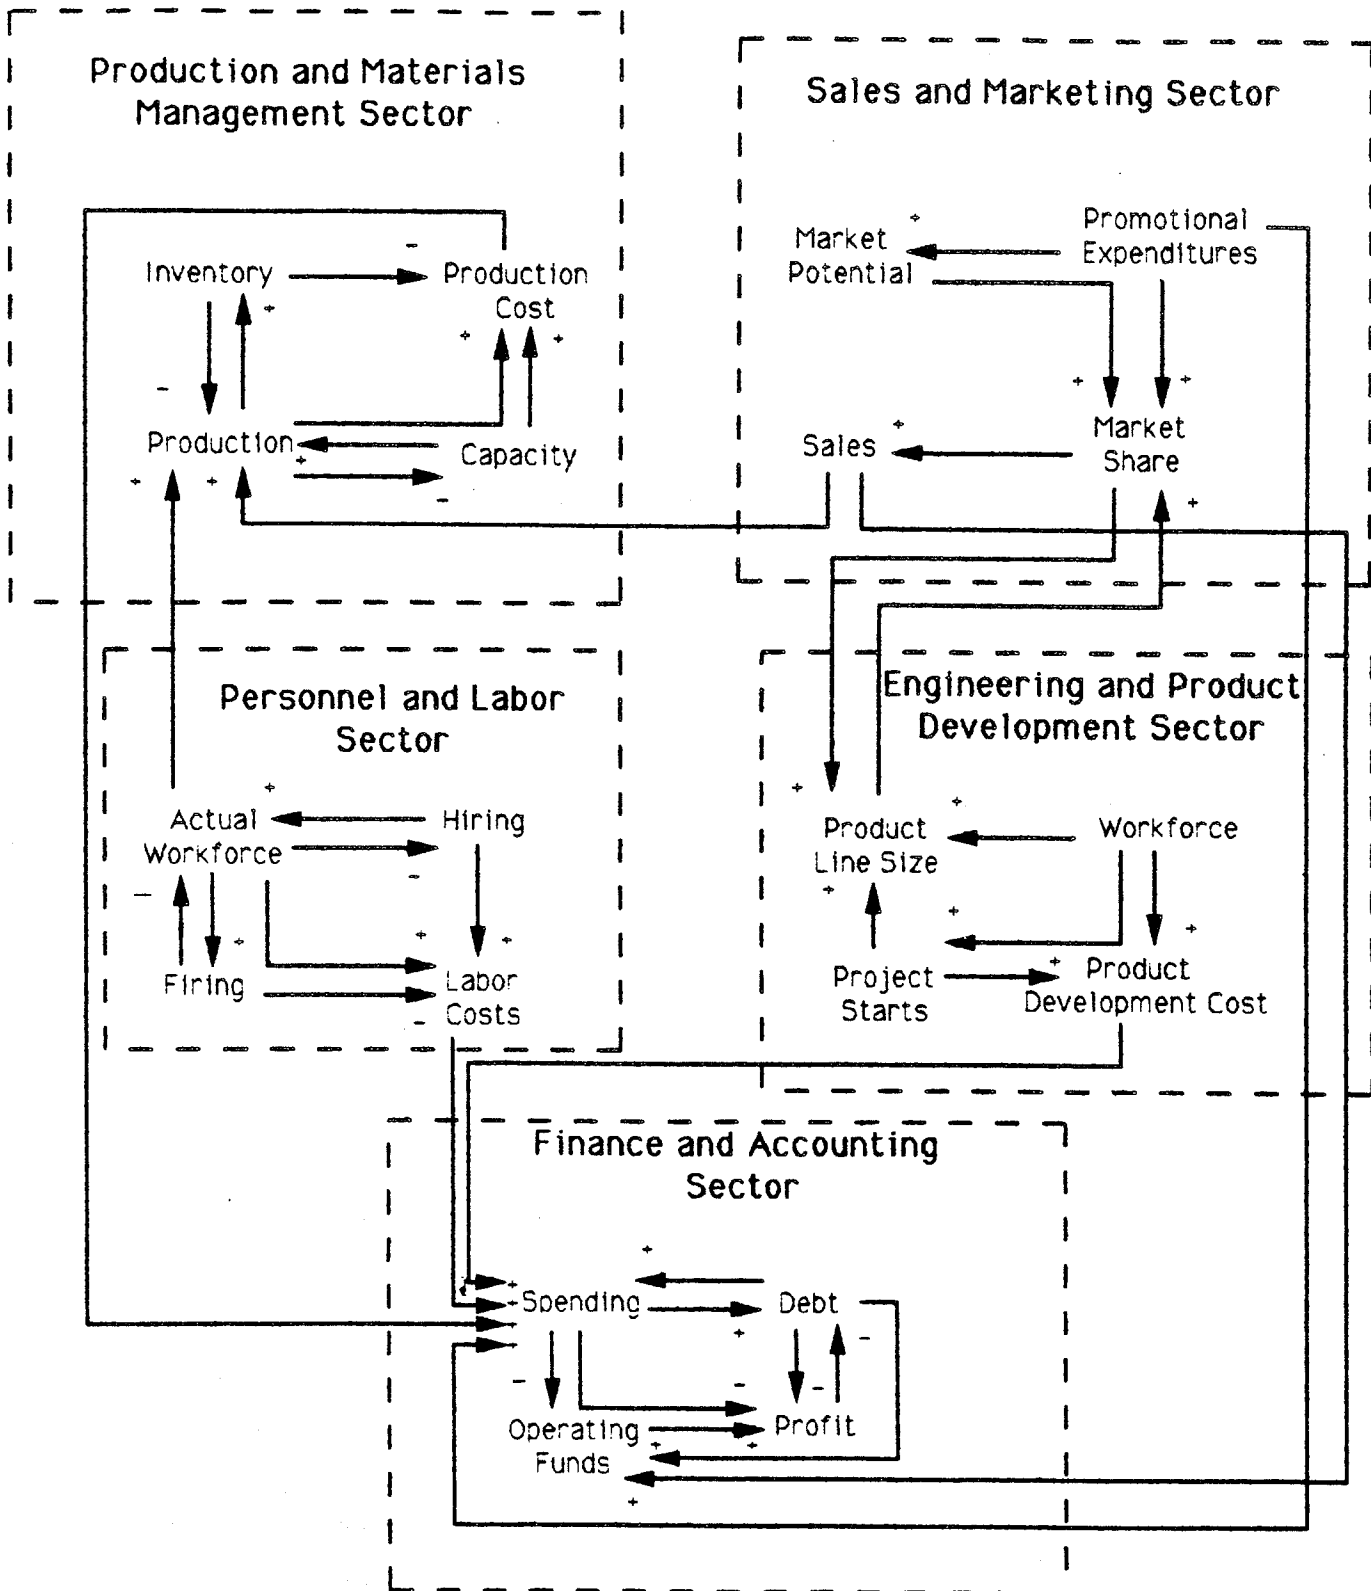 Production and Materials
Management Sector
Sales and Marketing Sector
Inventory
Production
Cost
Production
Capacity
Market
Potential
Promotional
Expenditures
Sales
Market
Share
Personnel and Labor
Sector
Actual
Workforce
Hiring
Firing
Labor
Costs
Engineering and Product
Development Sector
Product
Line Size
Workforce
Project
Starts
Product
Development Cost
Finance and Accounting
Sector
Spending
Debt
Operating
Funds
Profit